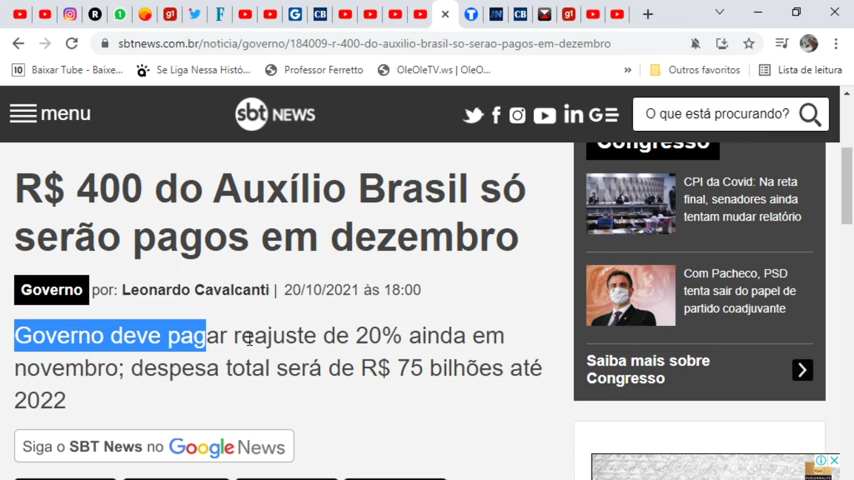 sbtnews.com.br/noticia/governo/184009-r-400-do-auxilio-brasil-so-serao-pagos-em-dezembro
Baixar Tube - Baixe...
Se Liga Nessa Histó...
Professor Ferretto
OleOleTV.ws | OleO...
»
Outros favoritos
Lista de leitura
menu
sbt NEWS
O que está procurando?
Congresso
R$ 400 do Auxílio Brasil só
serão pagos em dezembro
Governo por: Leonardo Cavalcanti | 20/10/2021 às 18:00
Governo deve pagar reajuste de 20% ainda em
novembro; despesa total será de R$ 75 bilhões até
2022
Siga o SBT News no Google News
CPI da Covid: Na reta
final, senadores ainda
tentam mudar relatório
Com Pacheco, PSD
tenta sair do papel de
partido coadjuvante
Saiba mais sobre
Congresso